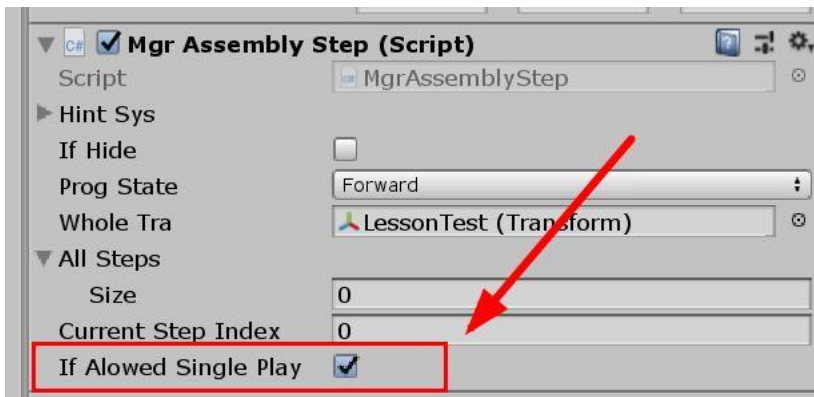 C# Mgr Assembly Step (Script)
Script MgrAssemblyStep
Hint Sys
If Hide
Prog State Forward
Whole Tra LessonTest (Transform)
All Steps
Size 0
Current Step Index 0
If Alowed Single Play